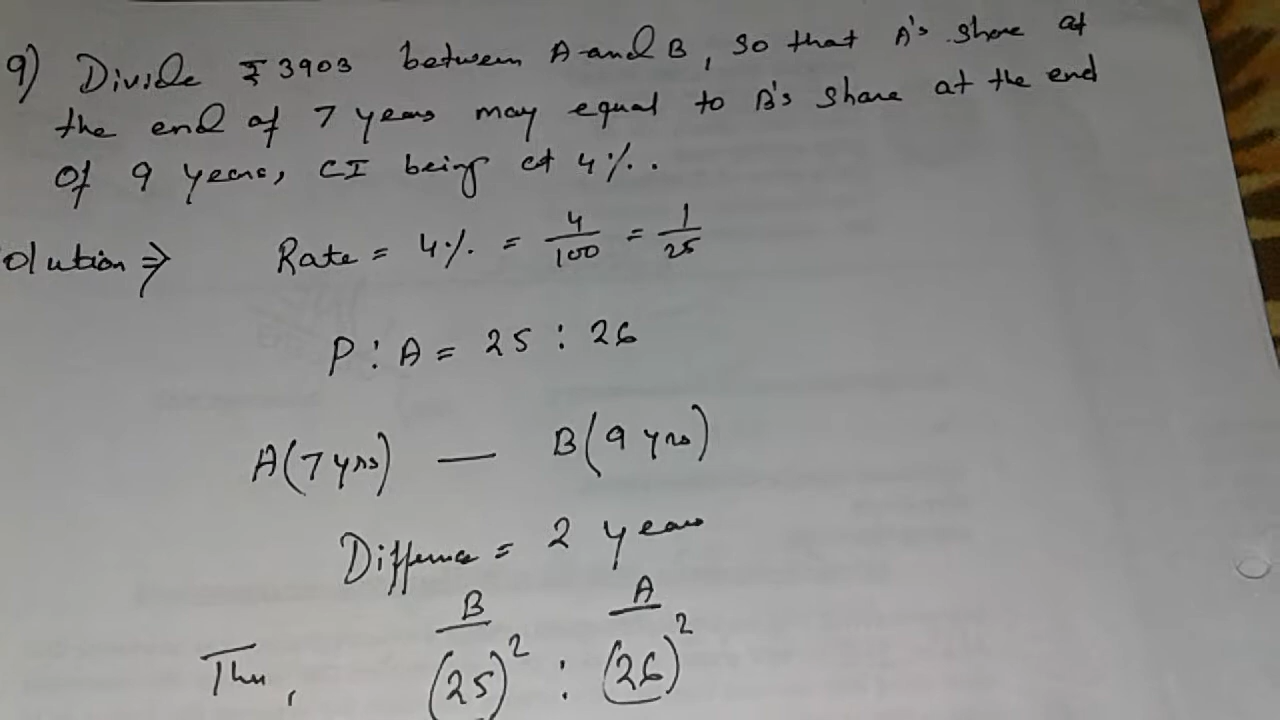 9) Divide ₹ 3903 between A and B, so that A's share at
the end of 7 years may equal to B's share at the end
of 9 years, CI being at 4%.
olution ⇒ Rate = 4% = 4/100 = 1/25
P : A = 25 : 26
A(7 yrs) — B(9 yrs)
Differnce = 2 years
B A
Thu, (25)² : (26)²